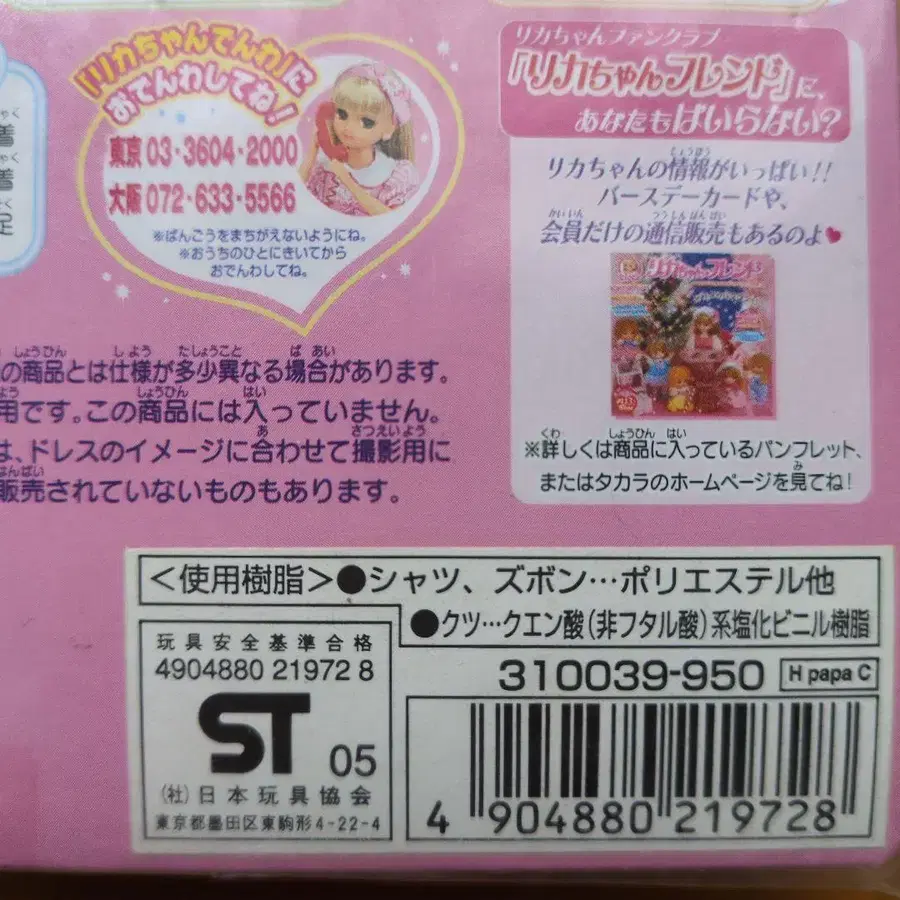 「リカちゃんでんわ」に
おでんわしてね!
東京 03・3604・2000
大阪 072・633・5566
※ばんごうをまちがえないようにね。
※おうちのひとにきいてから
おでんわしてね。
リカちゃんファンクラブ
「リカちゃんフレンド」に、
あなたもはいらない?
リカちゃんの情報がいっぱい!!
バースデーカードや、
会員だけの通信販売もあるのよ♥
リカちゃんフレンド
※詳しくは商品に入っているパンフレット、
またはタカラのホームページを見てね!
着
着
足
の商品とは仕様が多少異なる場合があります。
用です。この商品には入っていません。
は、ドレスのイメージに合わせて撮影用に
販売されていないものもあります。
<使用樹脂>●シャツ、ズボン…ポリエステル他
●クツ…クエン酸(非フタル酸)系塩化ビニル樹脂
玩具安全基準合格
4904880 21972 8
ST 05
(社)日本玩具協会
東京都墨田区東駒形4-22-4
310039-950 H papa C
4 904880 219728